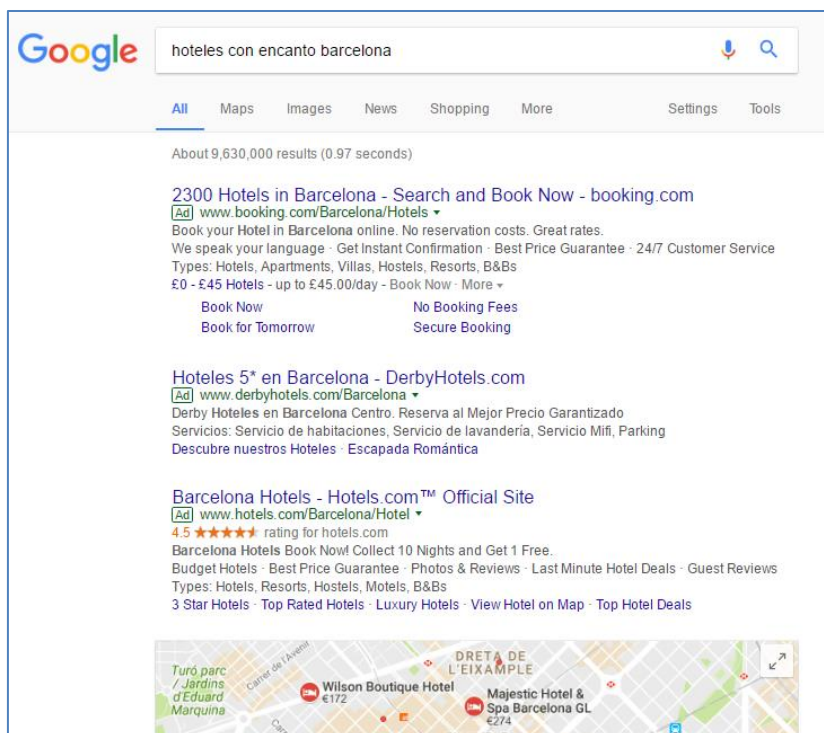 Google
hoteles con encanto barcelona
All Maps Images News Shopping More Settings Tools
About 9,630,000 results (0.97 seconds)
2300 Hotels in Barcelona - Search and Book Now - booking.com
Ad www.booking.com/Barcelona/Hotels
Book your Hotel in Barcelona online. No reservation costs. Great rates.
We speak your language · Get Instant Confirmation · Best Price Guarantee · 24/7 Customer Service
Types: Hotels, Apartments, Villas, Hostels, Resorts, B&Bs
£0 - £45 Hotels - up to £45.00/day - Book Now · More
Book Now No Booking Fees
Book for Tomorrow Secure Booking
Hoteles 5* en Barcelona - DerbyHotels.com
Ad www.derbyhotels.com/Barcelona
Derby Hoteles en Barcelona Centro. Reserva al Mejor Precio Garantizado
Servicios: Servicio de habitaciones, Servicio de lavandería, Servicio Mifi, Parking
Descubre nuestros Hoteles · Escapada Romántica
Barcelona Hotels - Hotels.com™ Official Site
Ad www.hotels.com/Barcelona/Hotel
4.5 ★★★★★ rating for hotels.com
Barcelona Hotels Book Now! Collect 10 Nights and Get 1 Free.
Budget Hotels · Best Price Guarantee · Photos & Reviews · Last Minute Hotel Deals · Guest Reviews
Types: Hotels, Resorts, Hostels, Motels, B&Bs
3 Star Hotels · Top Rated Hotels · Luxury Hotels · View Hotel on Map · Top Hotel Deals
Turó parc
/ Jardins
d'Eduard
Marquina
Carrer de l'Avenir
DRETA DE
L'EIXAMPLE
Wilson Boutique Hotel
€172
Majestic Hotel &
Spa Barcelona GL
€274